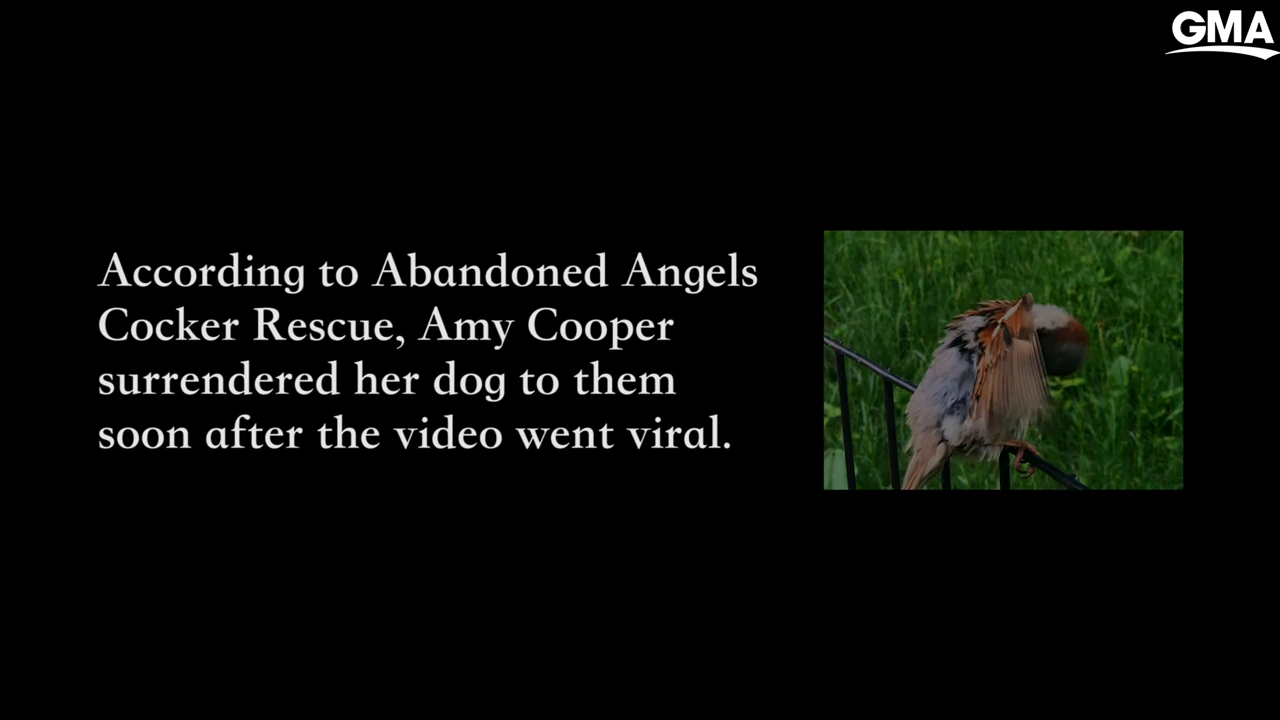 GMA
According to Abandoned Angels
Cocker Rescue, Amy Cooper
surrendered her dog to them
soon after the video went viral.